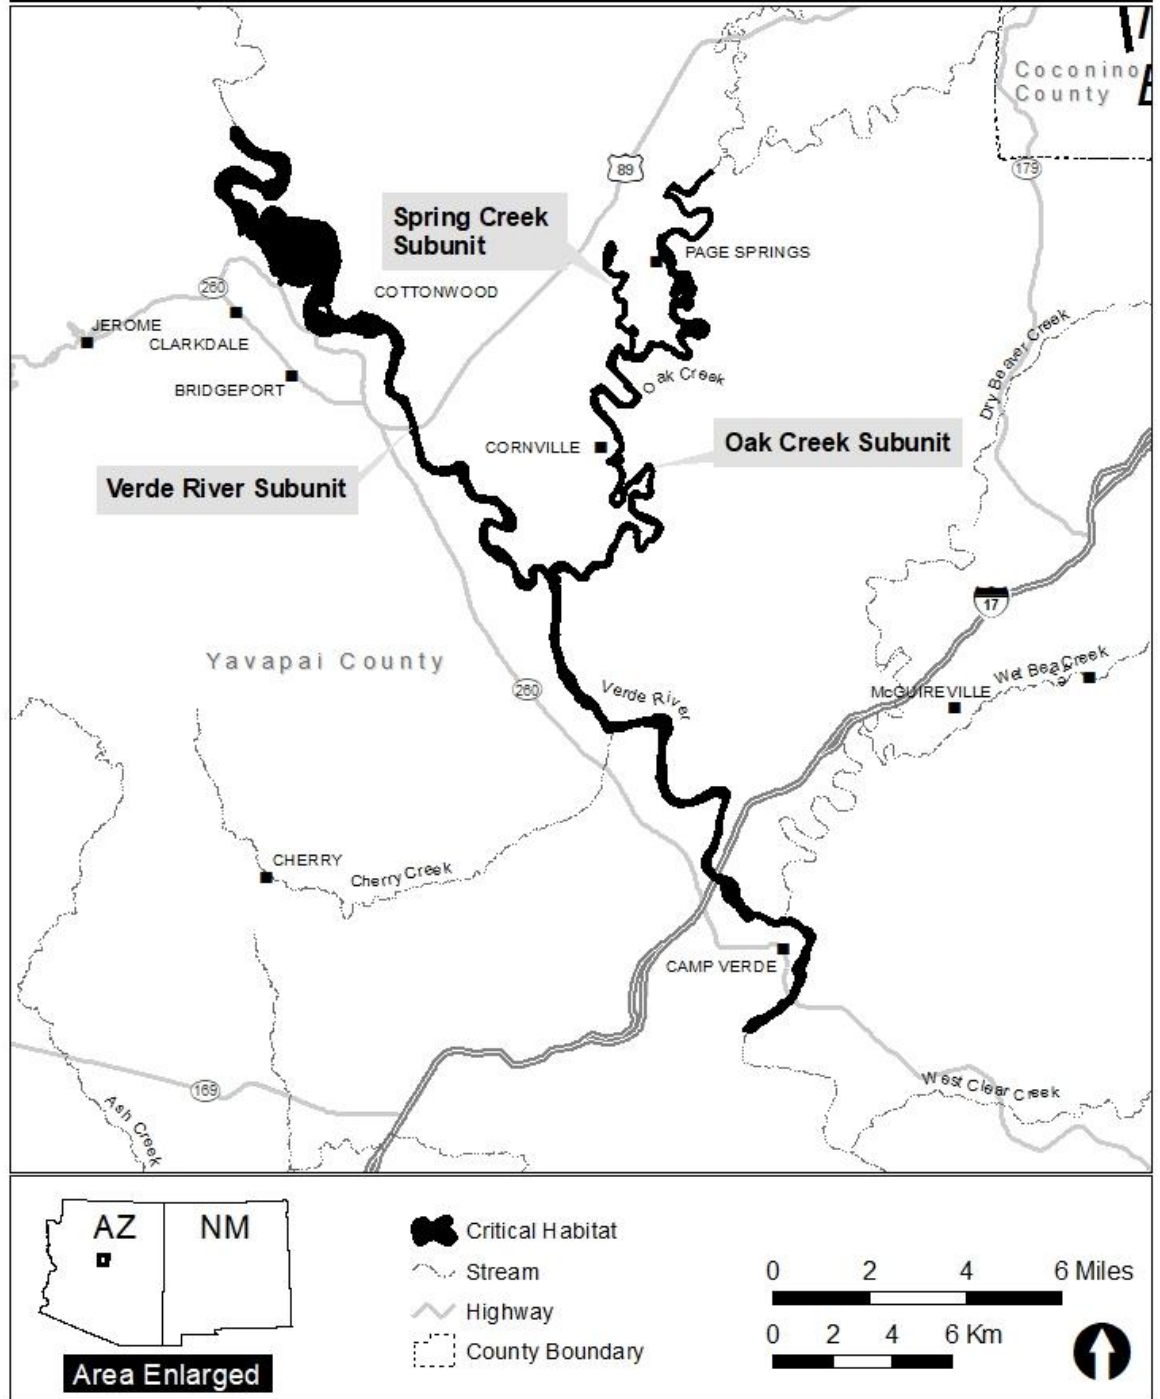 Coconino
County
89
179
Spring Creek
Subunit
PAGE SPRINGS
260
COTTONWOOD
JEROME
CLARKDALE
Dry Beaver Creek
BRIDGEPORT
Oak Creek
CORNVILLE
Oak Creek Subunit
Verde River Subunit
17
Yavapai County
Wet Bea Creek
260
Verde River
McGUIREVILLE
CHERRY
Cherry Creek
CAMP VERDE
169
West Clear Creek
Ash Creek
AZ
NM
Area Enlarged
Critical Habitat
Stream
Highway
County Boundary
0 2 4 6 Miles
0 2 4 6 Km